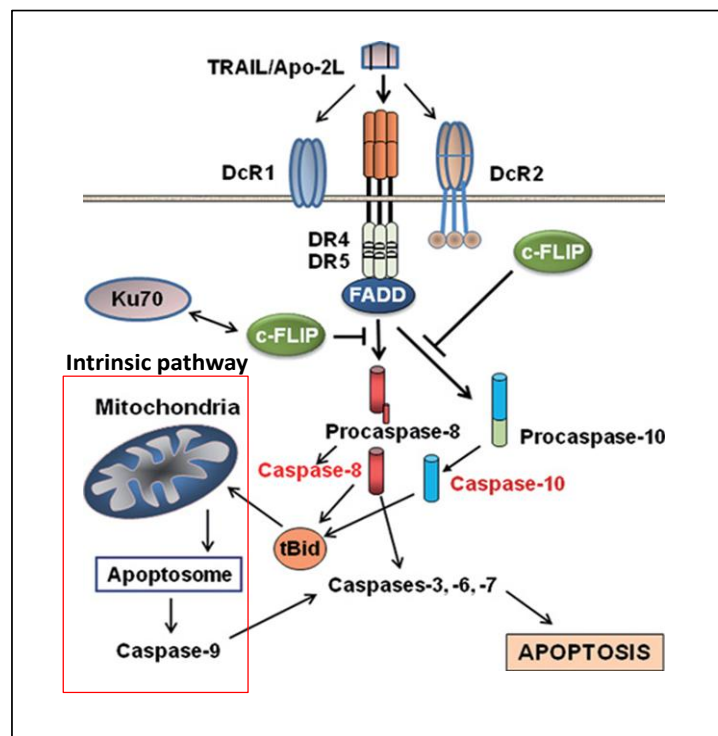 TRAIL/Apo-2L
DcR1
DcR2
DR4
DR5
c-FLIP
FADD
Ku70
c-FLIP
Intrinsic pathway
Mitochondria
Procaspase-8
Procaspase-10
Caspase-8
Caspase-10
tBid
Apoptosome
Caspases-3, -6, -7
Caspase-9
APOPTOSIS